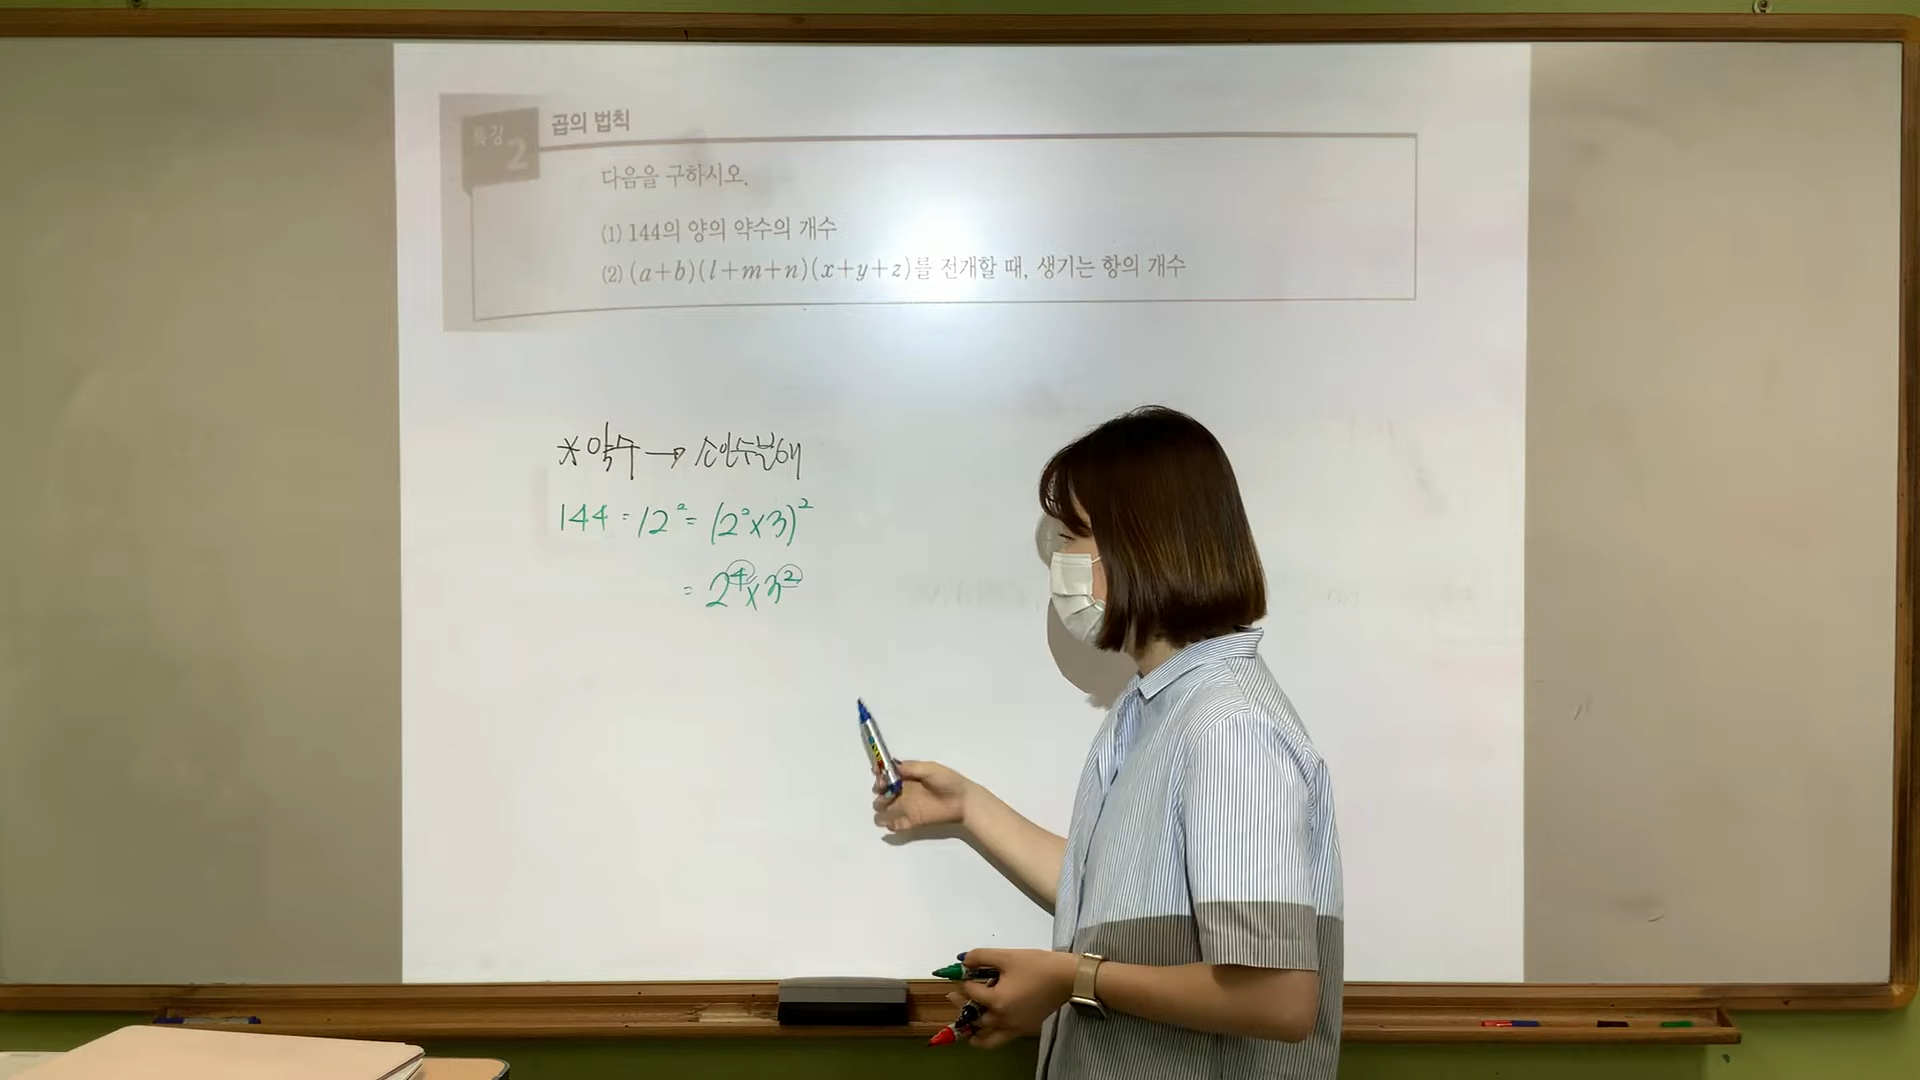 특강 2
곱의 법칙
다음을 구하시오.
(1) 144의 양의 약수의 개수
(2) (a+b)(l+m+n)(x+y+z)를 전개할 때, 생기는 항의 개수
*약수→소인수분해
144=12²=(2²×3)²
=2⁴×3²